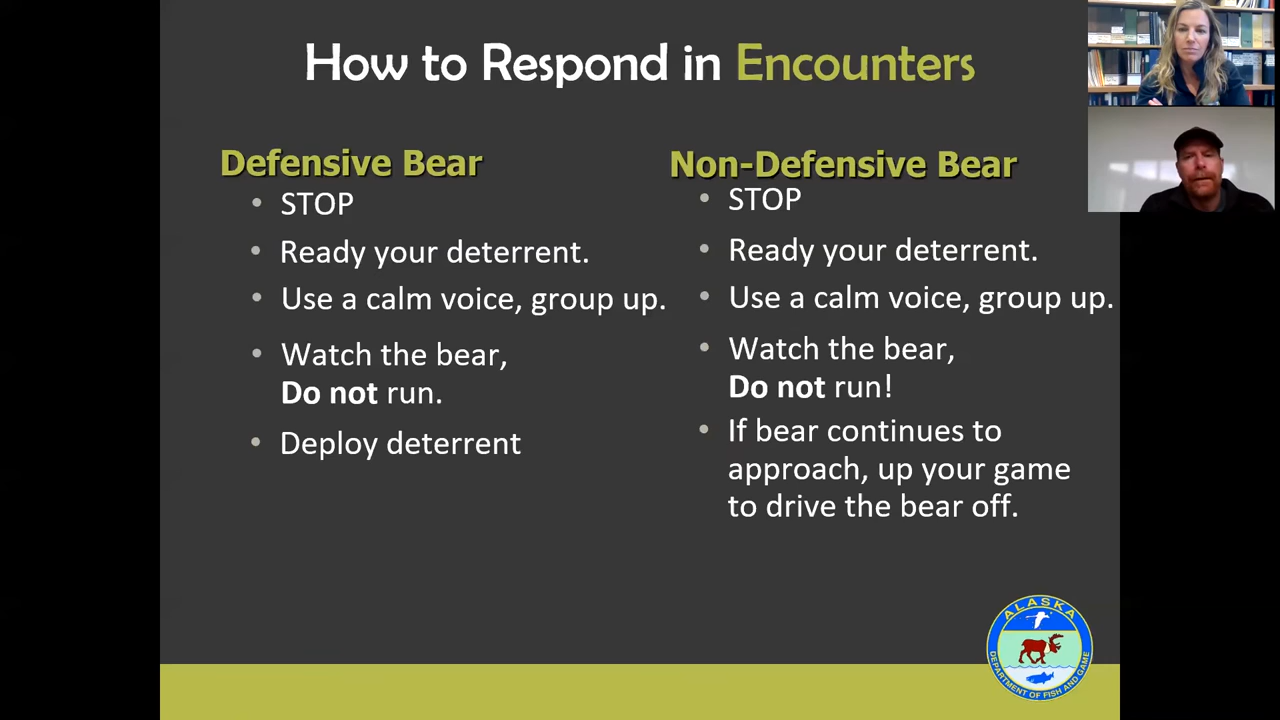 How to Respond in Encounters
Defensive Bear
• STOP
• Ready your deterrent.
• Use a calm voice, group up.
• Watch the bear,
Do not run.
• Deploy deterrent
Non-Defensive Bear
• STOP
• Ready your deterrent.
• Use a calm voice, group up.
• Watch the bear,
Do not run!
• If bear continues to
approach, up your game
to drive the bear off.
ALASKA
DEPARTMENT OF FISH AND GAME